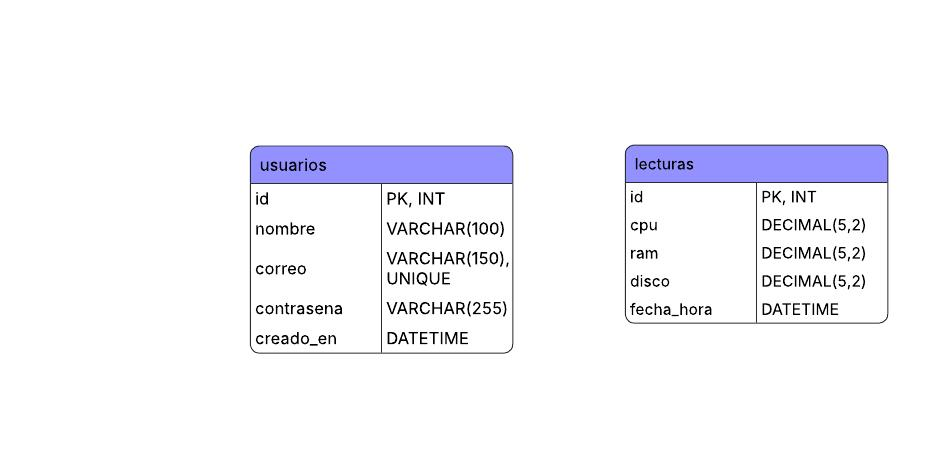 usuarios
id PK, INT
nombre VARCHAR(100)
correo VARCHAR(150),
UNIQUE
contrasena VARCHAR(255)
creado_en DATETIME
lecturas
id PK, INT
cpu DECIMAL(5,2)
ram DECIMAL(5,2)
disco DECIMAL(5,2)
fecha_hora DATETIME